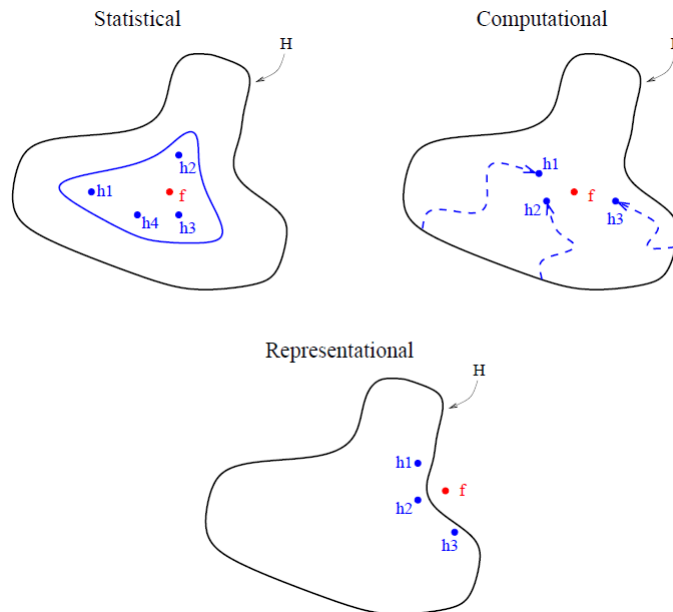 Statistical
H
h2
h1
f
h4
h3
Computational
h1
f
h2
h3
Representational
H
h1
f
h2
h3